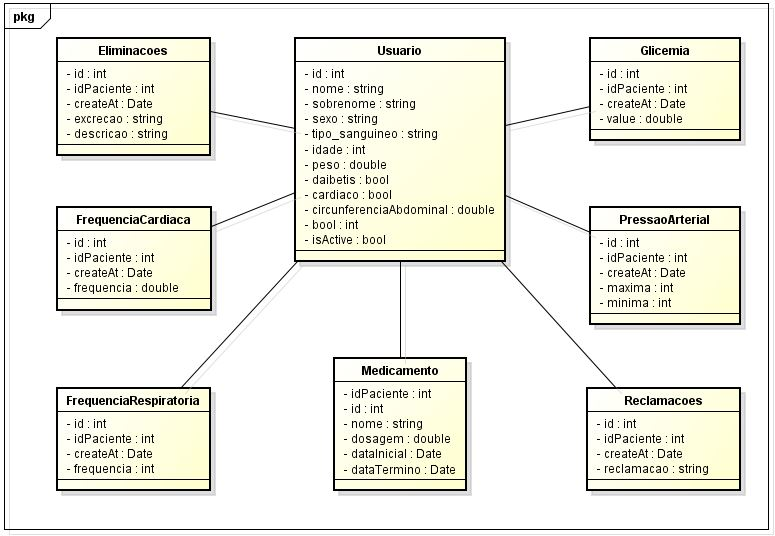 pkg
Eliminacoes
- id : int
- idPaciente : int
- createAt : Date
- excrecao : string
- descricao : string
Usuario
- id : int
- nome : string
- sobrenome : string
- sexo : string
- tipo_sanguineo : string
- idade : int
- peso : double
- daibetis : bool
- cardiaco : bool
- circunferenciaAbdominal : double
- bool : int
- isActive : bool
Glicemia
- id : int
- idPaciente : int
- createAt : Date
- value : double
FrequenciaCardiaca
- id : int
- idPaciente : int
- createAt : Date
- frequencia : double
PressaoArterial
- id : int
- idPaciente : int
- createAt : Date
- maxima : int
- minima : int
FrequenciaRespiratoria
- id : int
- idPaciente : int
- createAt : Date
- frequencia : int
Medicamento
- idPaciente : int
- id : int
- nome : string
- dosagem : double
- dataInicial : Date
- dataTermino : Date
Reclamacoes
- id : int
- idPaciente : int
- createAt : Date
- reclamacao : string